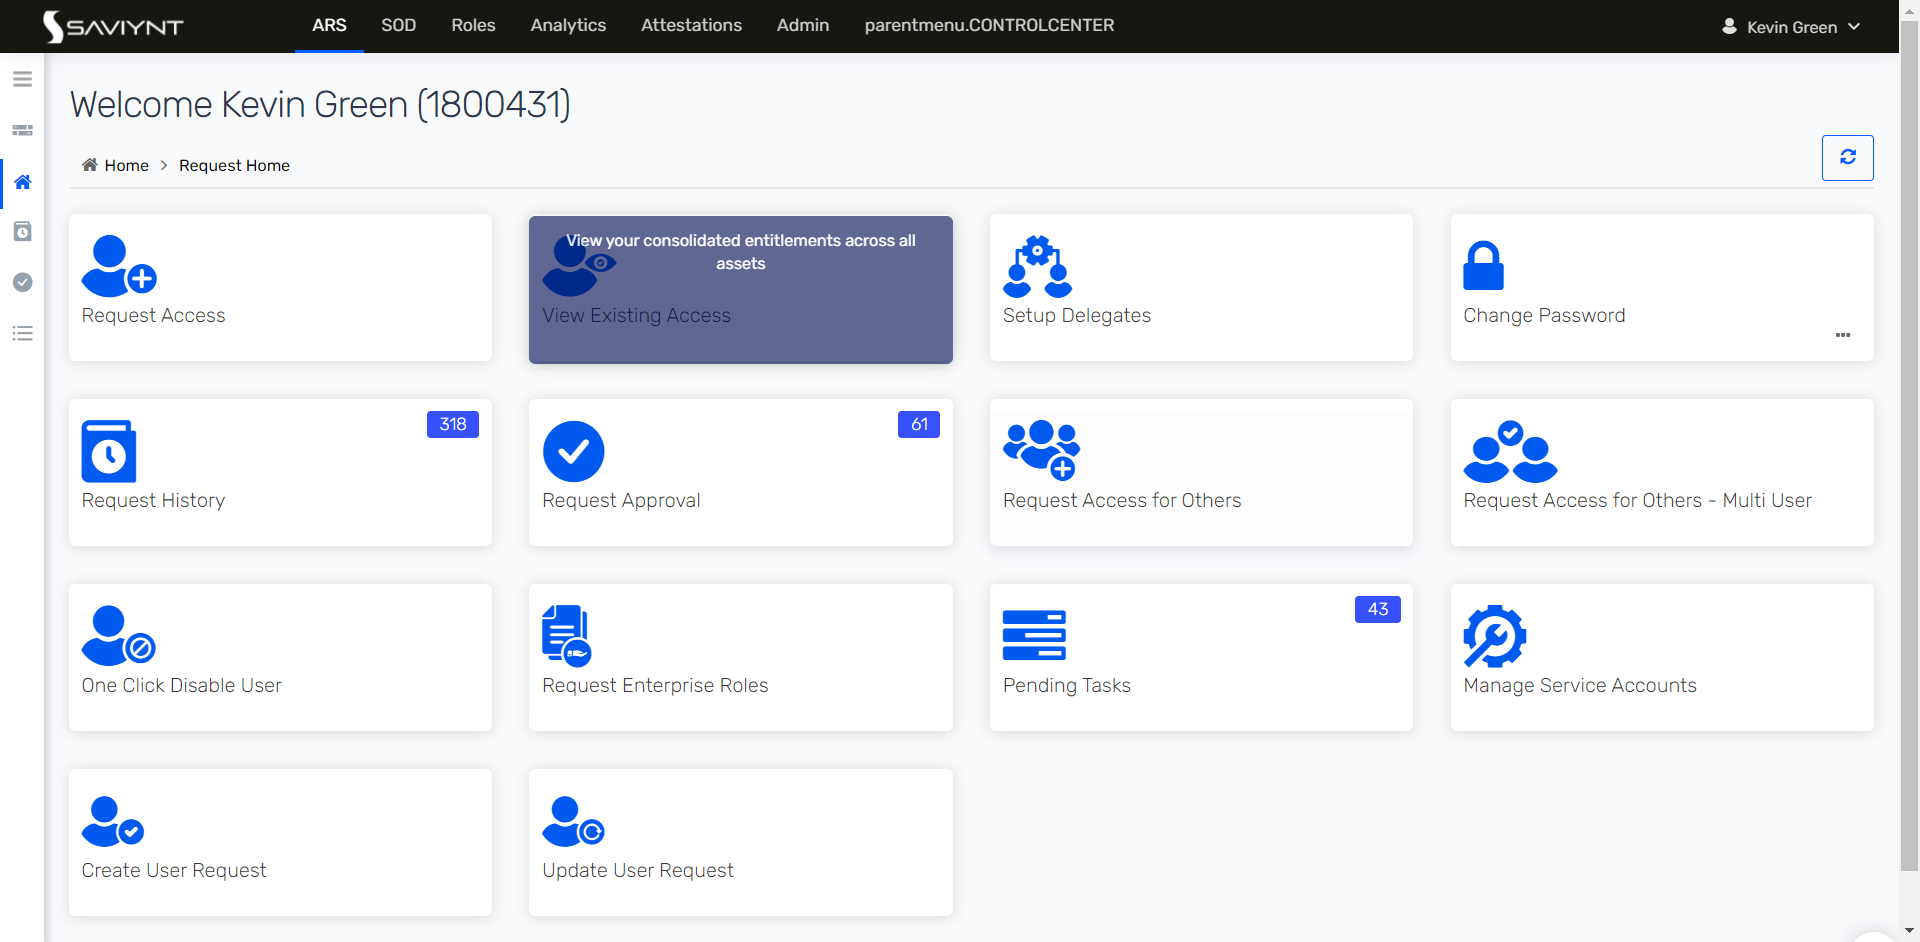 SAVIYNT
ARS SOD Roles Analytics Attestations Admin parentmenu.CONTROLCENTER Kevin Green
Welcome Kevin Green (1800431)
Home > Request Home
Request Access
View your consolidated entitlements across all
assets
View Existing Access
Setup Delegates
Change Password
318
Request History
61
Request Approval
Request Access for Others
Request Access for Others - Multi User
One Click Disable User
Request Enterprise Roles
43
Pending Tasks
Manage Service Accounts
Create User Request
Update User Request